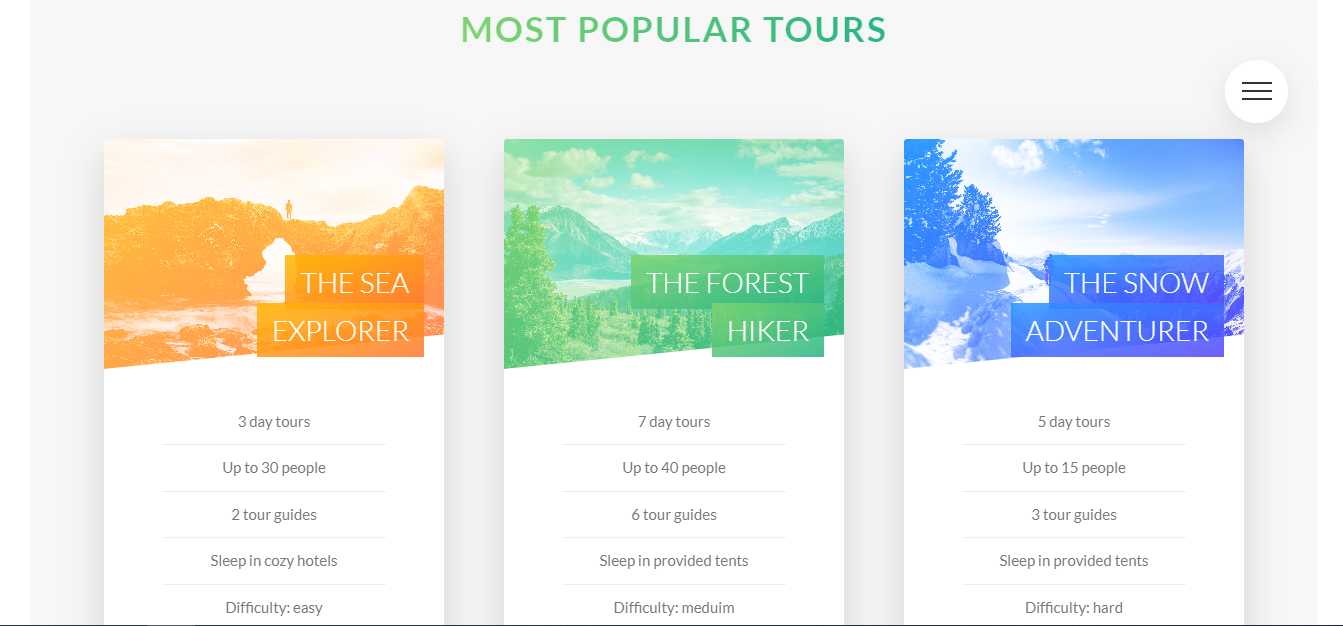 MOST POPULAR TOURS
THE SEA
EXPLORER
3 day tours
Up to 30 people
2 tour guides
Sleep in cozy hotels
Difficulty: easy
THE FOREST
HIKER
7 day tours
Up to 40 people
6 tour guides
Sleep in provided tents
Difficulty: meduim
THE SNOW
ADVENTURER
5 day tours
Up to 15 people
3 tour guides
Sleep in provided tents
Difficulty: hard